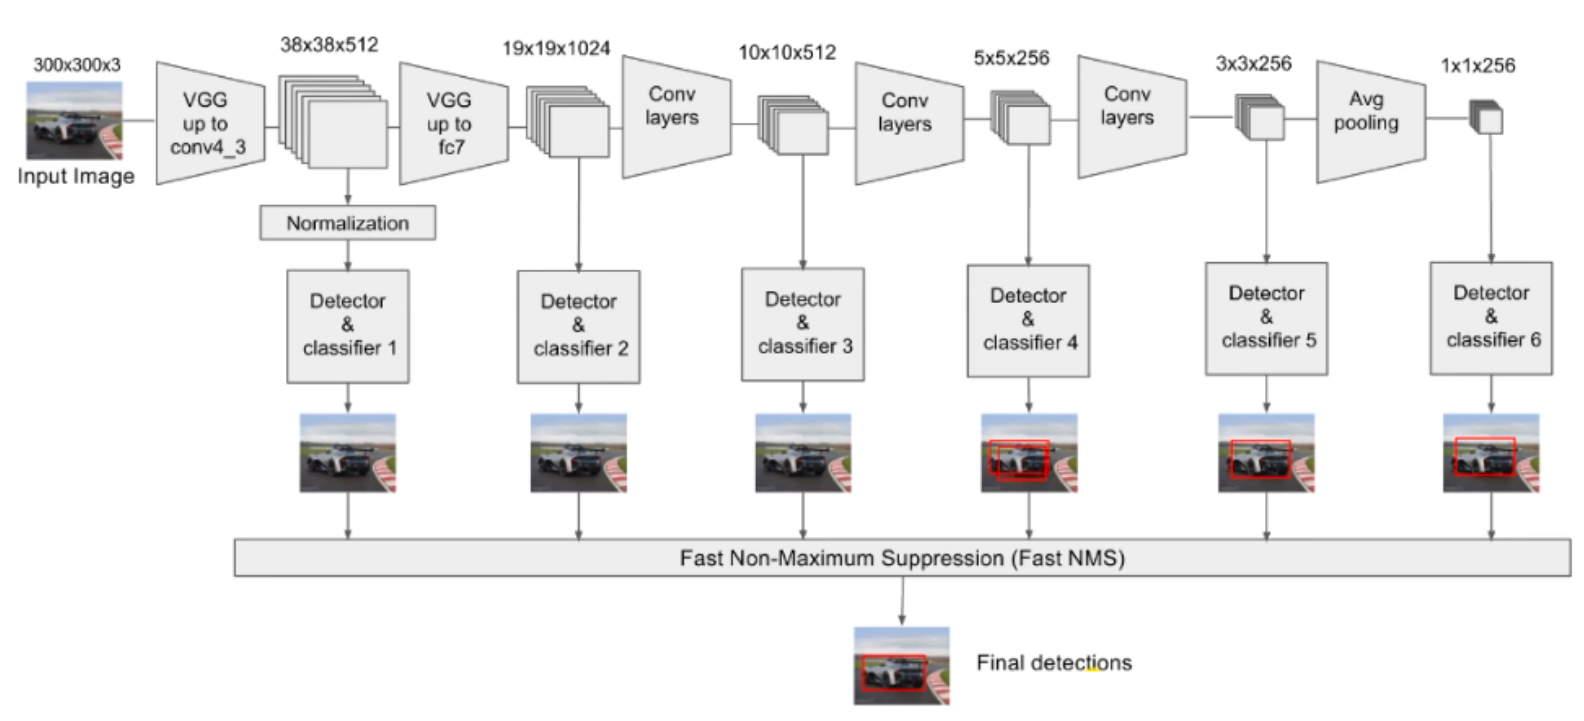 300x300x3
38x38x512
19x19x1024
10x10x512
5x5x256
3x3x256
1x1x256
Input Image
VGG
up to
conv4_3
VGG
up to
fc7
Conv
layers
Conv
layers
Conv
layers
Avg
pooling
Normalization
Detector
&
classifier 1
Detector
&
classifier 2
Detector
&
classifier 3
Detector
&
classifier 4
Detector
&
classifier 5
Detector
&
classifier 6
Fast Non-Maximum Suppression (Fast NMS)
Final detections